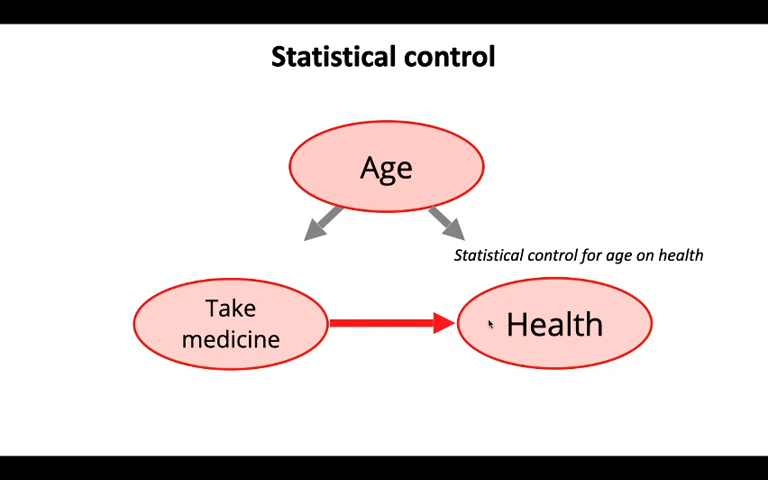 Statistical control
Age
Statistical control for age on health
Take
medicine
Health